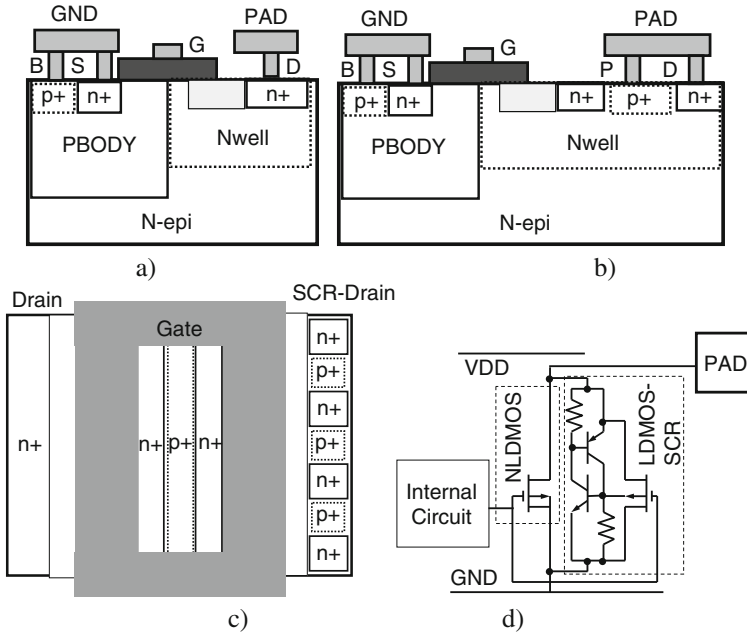 GND
PAD
G
B
S
D
p+
n+
n+
PBODY
Nwell
N-epi
a)
GND
PAD
G
B
S
P
D
p+
n+
n+
p+
n+
PBODY
Nwell
N-epi
b)
Drain
SCR-Drain
Gate
n+
n+
p+
n+
n+
p+
n+
p+
n+
p+
n+
c)
VDD
PAD
NLDMOS
LDMOS-
SCR
Internal
Circuit
GND
d)